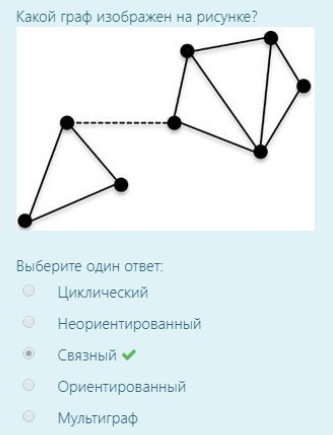 Какой граф изображен на рисунке?
Выберите один ответ:
Циклический
Неориентированный
Связный
Ориентированный
Мультиграф